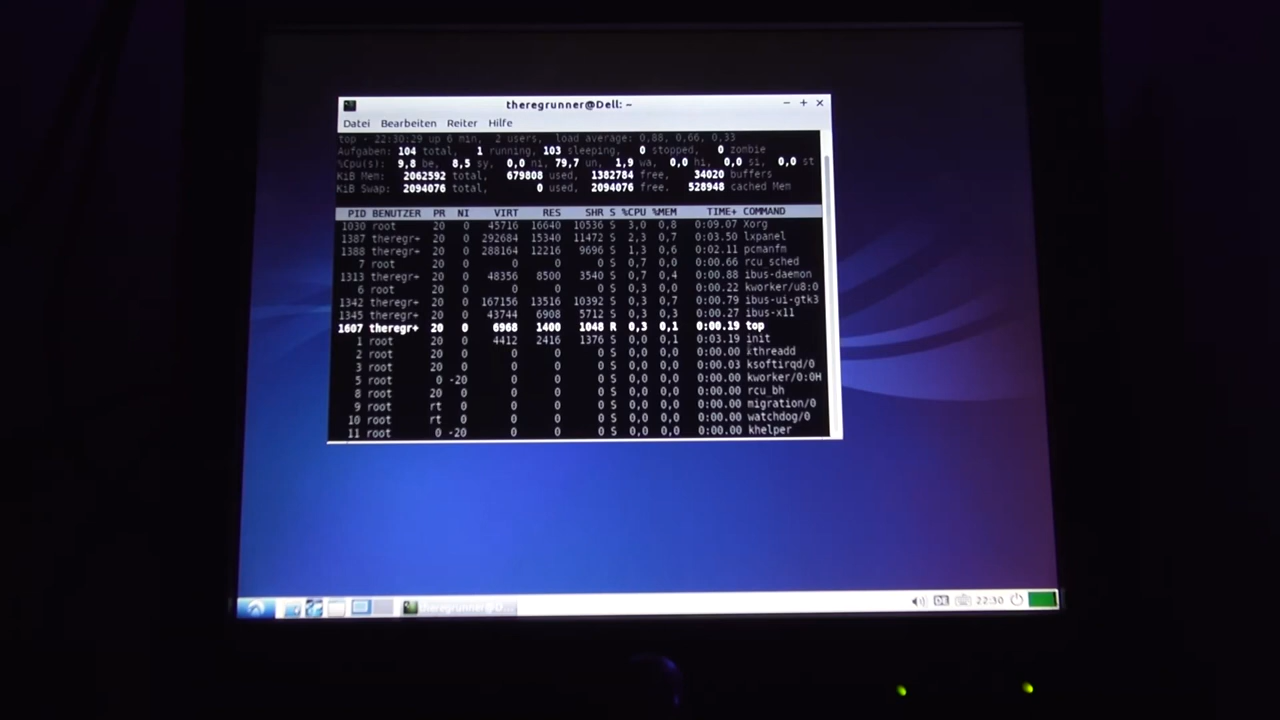 theregrunner@Dell: ~
Datei Bearbeiten Reiter Hilfe
top - 22:30:29 up 6 min, 2 users, load average: 0,88, 0,66, 0,33
Aufgaben: 104 total, 1 running, 103 sleeping, 0 stopped, 0 zombie
%Cpu(s): 9,8 be, 8,5 sy, 0,0 ni, 79,7 un, 1,9 wa, 0,0 hi, 0,0 si, 0,0 st
KiB Mem: 2062592 total, 679808 used, 1382784 free, 34020 buffers
KiB Swap: 2094076 total, 0 used, 2094076 free. 528948 cached Mem
PID BENUTZER PR NI VIRT RES SHR S %CPU %MEM TIME+ COMMAND
1030 root 20 0 45716 16640 10536 S 3,0 0,8 0:09.07 Xorg
1387 theregr+ 20 0 292684 15340 11472 S 2,3 0,7 0:03.50 lxpanel
1388 theregr+ 20 0 288164 12216 9696 S 1,3 0,6 0:02.11 pcmanfm
7 root 20 0 0 0 0 S 0,7 0,0 0:00.66 rcu_sched
1313 theregr+ 20 0 48356 8500 3540 S 0,7 0,4 0:00.88 ibus-daemon
6 root 20 0 0 0 0 S 0,3 0,0 0:00.22 kworker/u8:0
1342 theregr+ 20 0 167156 13516 10392 S 0,3 0,7 0:00.79 ibus-ui-gtk3
1345 theregr+ 20 0 43744 6908 5712 S 0,3 0,3 0:00.27 ibus-x11
1607 theregr+ 20 0 6968 1400 1048 R 0,3 0,1 0:00.19 top
1 root 20 0 4412 2416 1376 S 0,0 0,1 0:03.19 init
2 root 20 0 0 0 0 S 0,0 0,0 0:00.00 kthreadd
3 root 20 0 0 0 0 S 0,0 0,0 0:00.03 ksoftirqd/0
5 root 0 -20 0 0 0 S 0,0 0,0 0:00.00 kworker/0:0H
8 root 20 0 0 0 0 S 0,0 0,0 0:00.00 rcu_bh
9 root rt 0 0 0 0 S 0,0 0,0 0:00.00 migration/0
10 root rt 0 0 0 0 S 0,0 0,0 0:00.00 watchdog/0
11 root 0 -20 0 0 0 S 0,0 0,0 0:00.00 khelper
theregrunner@D... DE 22:30